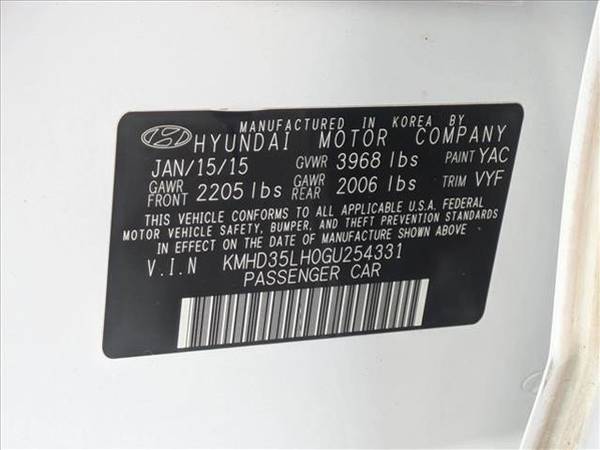 MANUFACTURED IN KOREA BY
HYUNDAI MOTOR COMPANY
JAN/15/15 GVWR 3968 lbs PAINT YAC
GAWR FRONT 2205 lbs GAWR REAR 2006 lbs TRIM VYF
THIS VEHICLE CONFORMS TO ALL APPLICABLE U.S.A. FEDERAL
MOTOR VEHICLE SAFETY, BUMPER, AND THEFT PREVENTION STANDARDS
IN EFFECT ON THE DATE OF MANUFACTURE SHOWN ABOVE
V.I.N KMHD35LH0GU254331
PASSENGER CAR